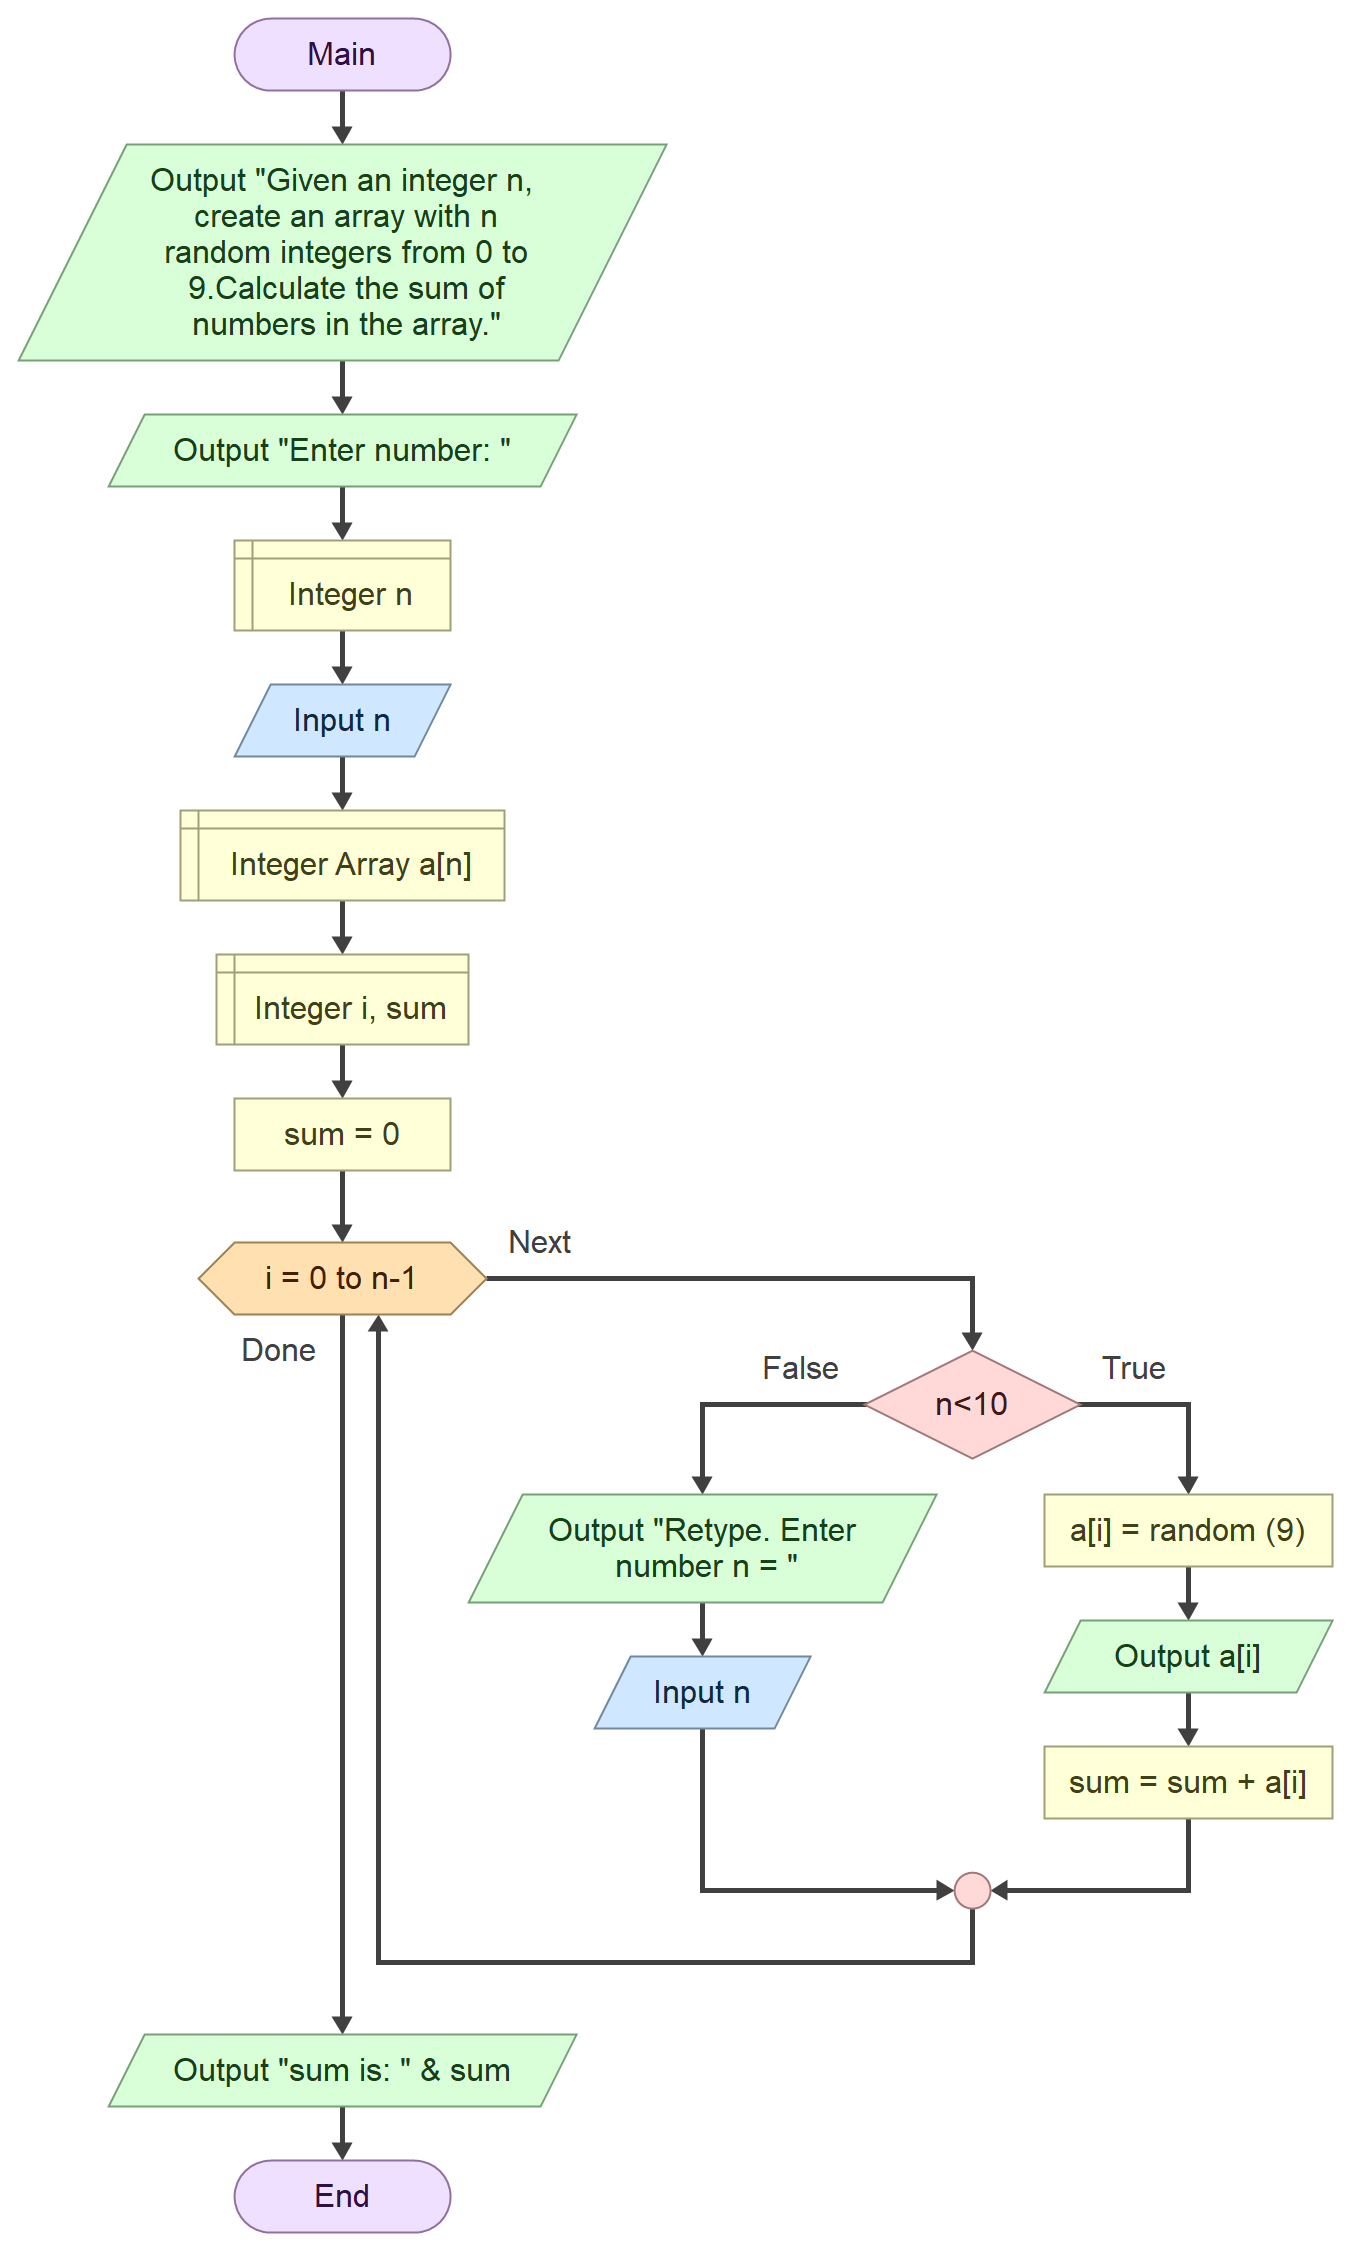 Main
Output "Given an integer n,
create an array with n
random integers from 0 to
9.Calculate the sum of
numbers in the array."
Output "Enter number: "
Integer n
Input n
Integer Array a[n]
Integer i, sum
sum = 0
i = 0 to n-1
Next
Done
False
n<10
True
Output "Retype. Enter
number n = "
Input n
a[i] = random (9)
Output a[i]
sum = sum + a[i]
Output "sum is: " & sum
End